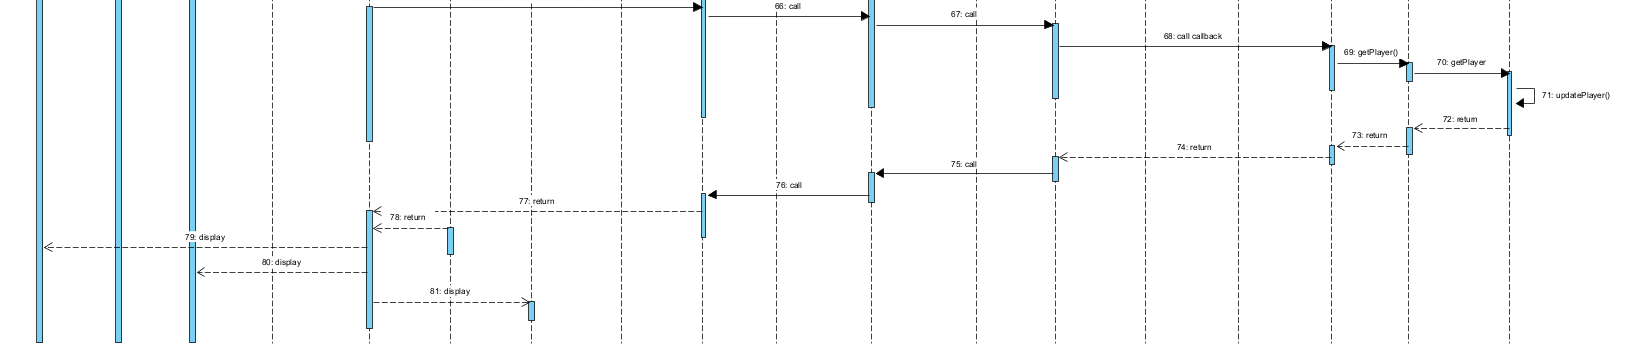 66: call
67: call
68: call callback
69: getPlayer()
70: getPlayer
71: updatePlayer()
72: return
73: return
74: return
75: call
76: call
77: return
78: return
79: display
80: display
81: display